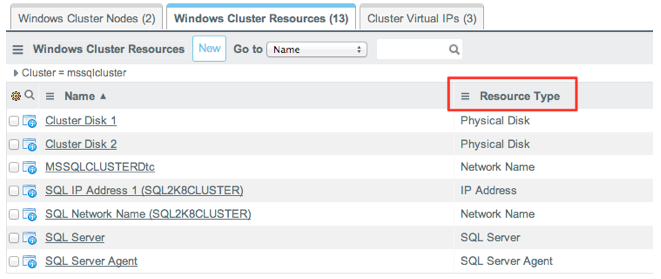 Windows Cluster Nodes (2) Windows Cluster Resources (13) Cluster Virtual IPs (3)
Windows Cluster Resources New Go to Name
Cluster = mssqlcluster
Name ▲ Resource Type
Cluster Disk 1 Physical Disk
Cluster Disk 2 Physical Disk
MSSQLCLUSTERDtc Network Name
SQL IP Address 1 (SQL2K8CLUSTER) IP Address
SQL Network Name (SQL2K8CLUSTER) Network Name
SQL Server SQL Server
SQL Server Agent SQL Server Agent